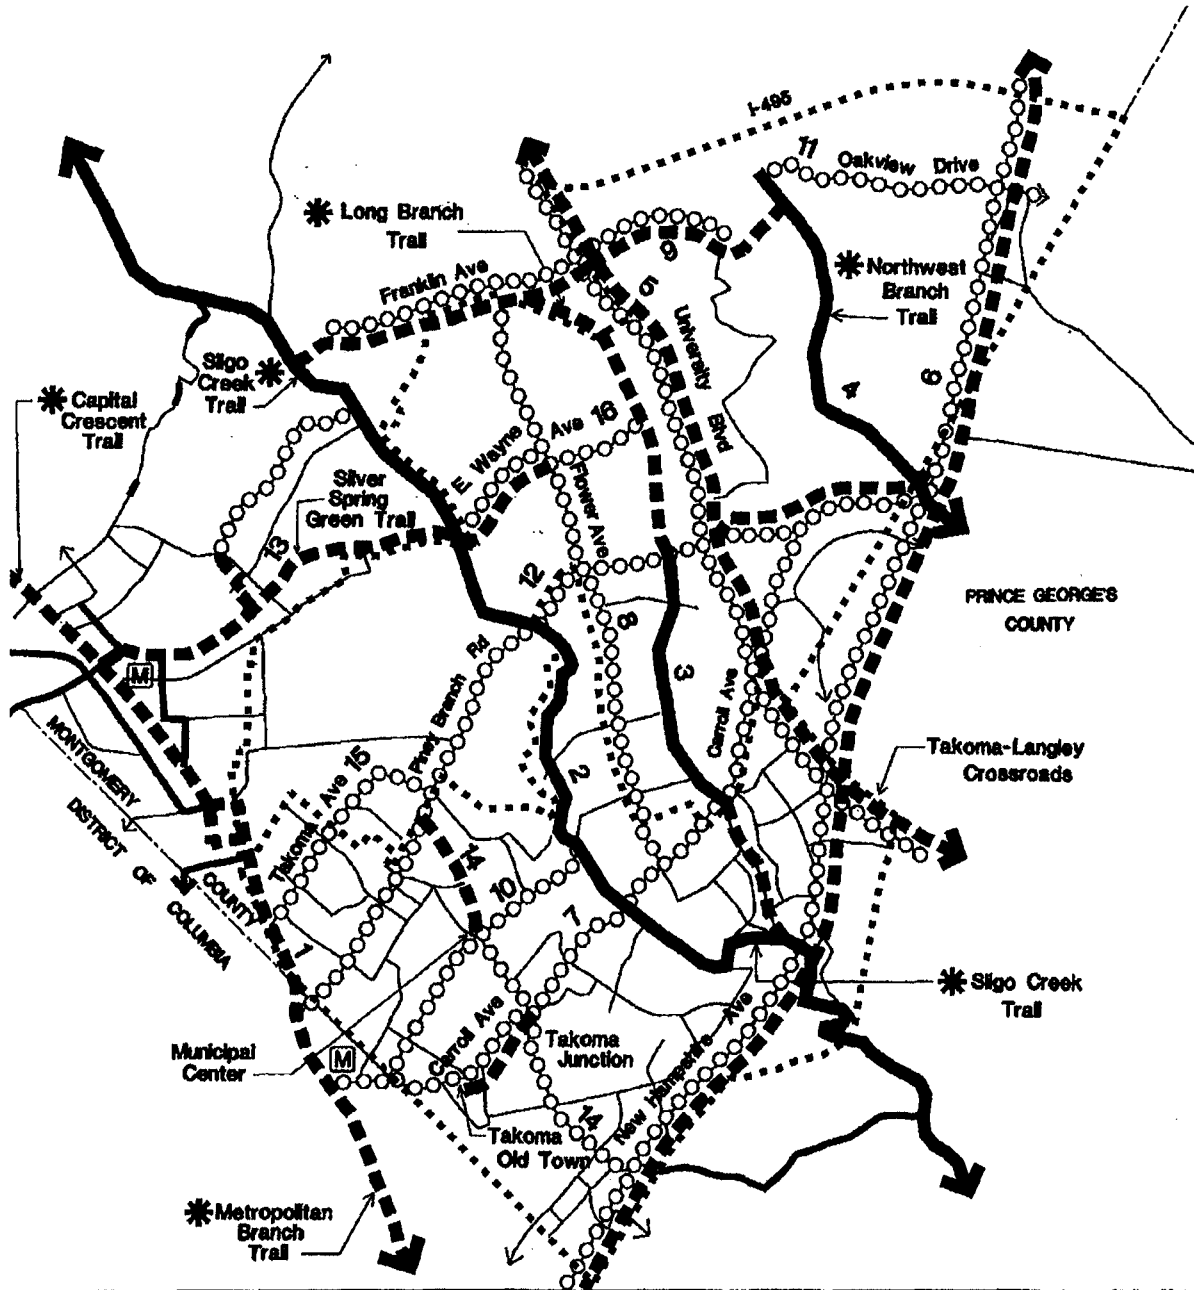 I-495
11
Oakview Drive
Long Branch
Trail
9
Franklin Ave
5
Northwest
Branch
Trail
University
Blvd
Sligo
Creek
Trail
6
4
Capital
Crescent
Trail
E Wayne Ave 16
Silver
Spring
Green Trail
Flower Ave
13
12
PRINCE GEORGE'S
COUNTY
8
M
3
Piney Branch Rd
Carroll Ave
MONTGOMERY
COUNTY
DISTRICT OF
COLUMBIA
2
Takoma-Langley
Crossroads
Takoma Ave 15
14
10
7
1
Sligo Creek
Trail
Carroll Ave
Takoma
Junction
New Hampshire Ave
Municipal
Center
M
14
Takoma
Old Town
Metropolitan
Branch
Trail